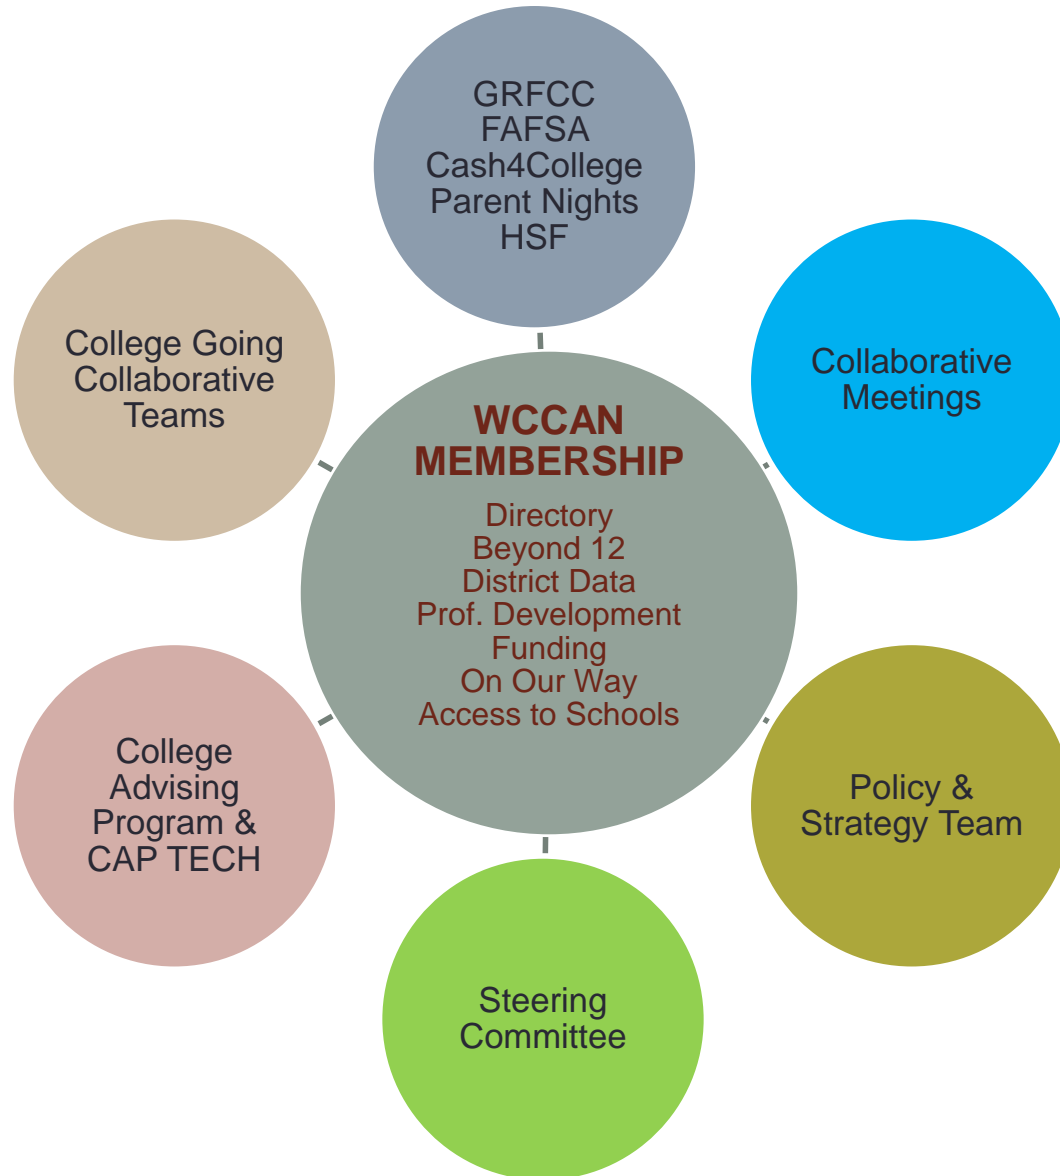 GRFCC
FAFSA
Cash4College
Parent Nights
HSF
College Going
Collaborative
Teams
Collaborative
Meetings
WCCAN
MEMBERSHIP
Directory
Beyond 12
District Data
Prof. Development
Funding
On Our Way
Access to Schools
College
Advising
Program &
CAP TECH
Policy &
Strategy Team
Steering
Committee